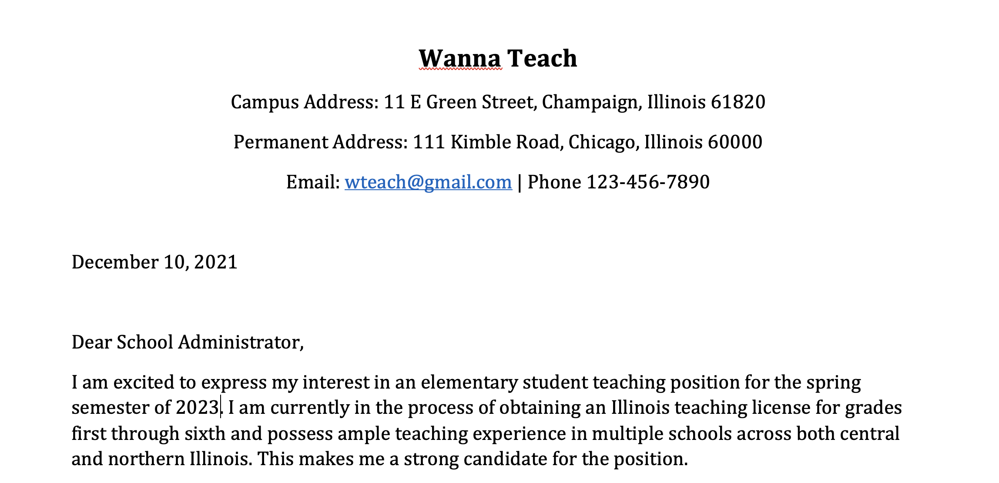 Wanna Teach
Campus Address: 11 E Green Street, Champaign, Illinois 61820
Permanent Address: 111 Kimble Road, Chicago, Illinois 60000
Email: wteach@gmail.com | Phone 123-456-7890
December 10, 2021
Dear School Administrator,
I am excited to express my interest in an elementary student teaching position for the spring
semester of 2023. I am currently in the process of obtaining an Illinois teaching license for grades
first through sixth and possess ample teaching experience in multiple schools across both central
and northern Illinois. This makes me a strong candidate for the position.